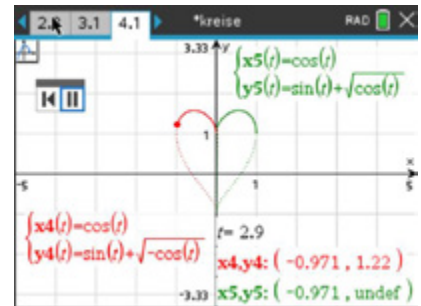 2.2 3.1 4.1 *kreise RAD
3.33 y
x5(t)=cos(t)
y5(t)=sin(t)+√cos(t)
1
x
-5 1 5
x4(t)=cos(t)
y4(t)=sin(t)+√-cos(t)
t= 2.9
x4,y4: ( -0.971 , 1.22 )
-3.33 x5,y5: ( -0.971 , undef )